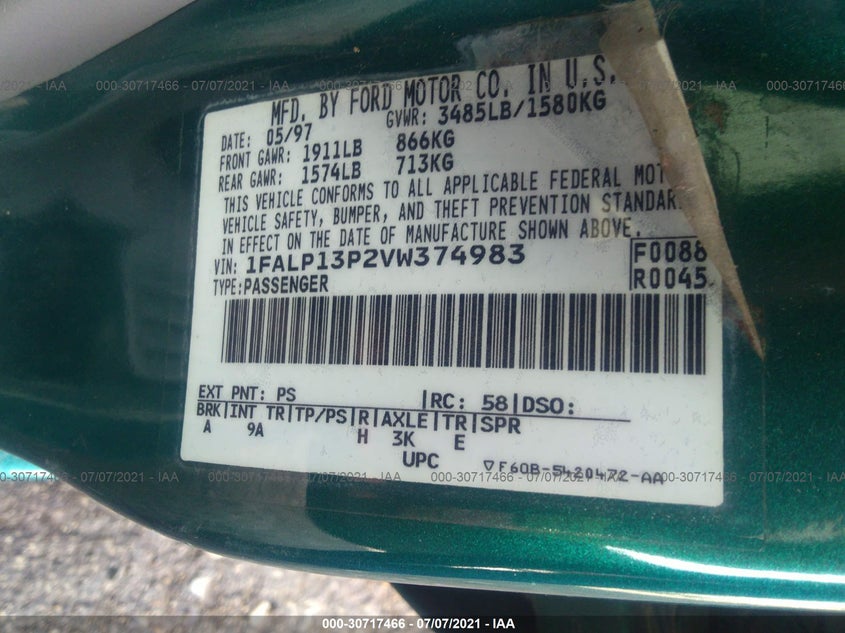 MFD. BY FORD MOTOR CO. IN U.S.
DATE: 05/97 GVWR: 3485LB/1580KG
FRONT GAWR: 1911LB 866KG
REAR GAWR: 1574LB 713KG
THIS VEHICLE CONFORMS TO ALL APPLICABLE FEDERAL MOT
VEHICLE SAFETY, BUMPER, AND THEFT PREVENTION STANDAR
IN EFFECT ON THE DATE OF MANUFACTURE SHOWN ABOVE.
VIN: 1FALP13P2VW374983 F0088
TYPE:PASSENGER R0045
EXT PNT: PS |RC: 58|DSO:
BRK|INT TR|TP/PS|R|AXLE|TR|SPR
A 9A H 3K E
UPC ▽F60B-5420472-AA
000-30717466 - 07/07/2021 - IAA